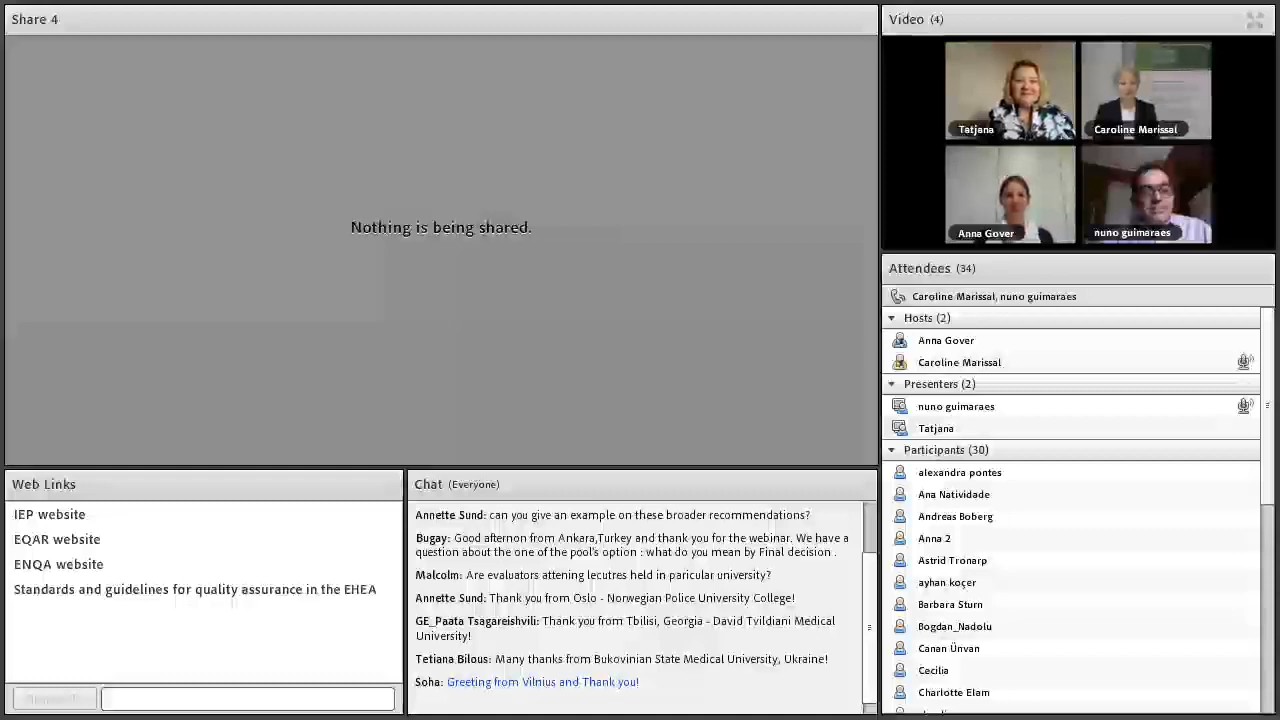 Share 4
Nothing is being shared.
Video (4)
Tatjana
Caroline Marissal
Anna Gover
nuno guimaraes
Attendees (34)
Caroline Marissal, nuno guimaraes
Hosts (2)
Anna Gover
Caroline Marissal
Presenters (2)
nuno guimaraes
Tatjana
Participants (30)
alexandra pontes
Ana Natividade
Andreas Boberg
Anna 2
Astrid Tronarp
ayhan koçer
Barbara Sturn
Bogdan_Nadolu
Canan Ünvan
Cecilia
Charlotte Elam
Web Links
IEP website
EQAR website
ENQA website
Standards and guidelines for quality assurance in the EHEA
Chat (Everyone)
Annette Sund: can you give an example on these broader recommendations?
Bugay: Good afternon from Ankara,Turkey and thank you for the webinar. We have a
question about the one of the pool's option : what do you mean by Final decision .
Malcolm: Are evaluators attening lecutres held in paricular university?
Annette Sund: Thank you from Oslo - Norwegian Police University College!
GE_Paata Tsagareishvili: Thank you from Tbilisi, Georgia - David Tvildiani Medical
University!
Tetiana Bilous: Many thanks from Bukovinian State Medical University, Ukraine!
Soha: Greeting from Vilnius and Thank you!